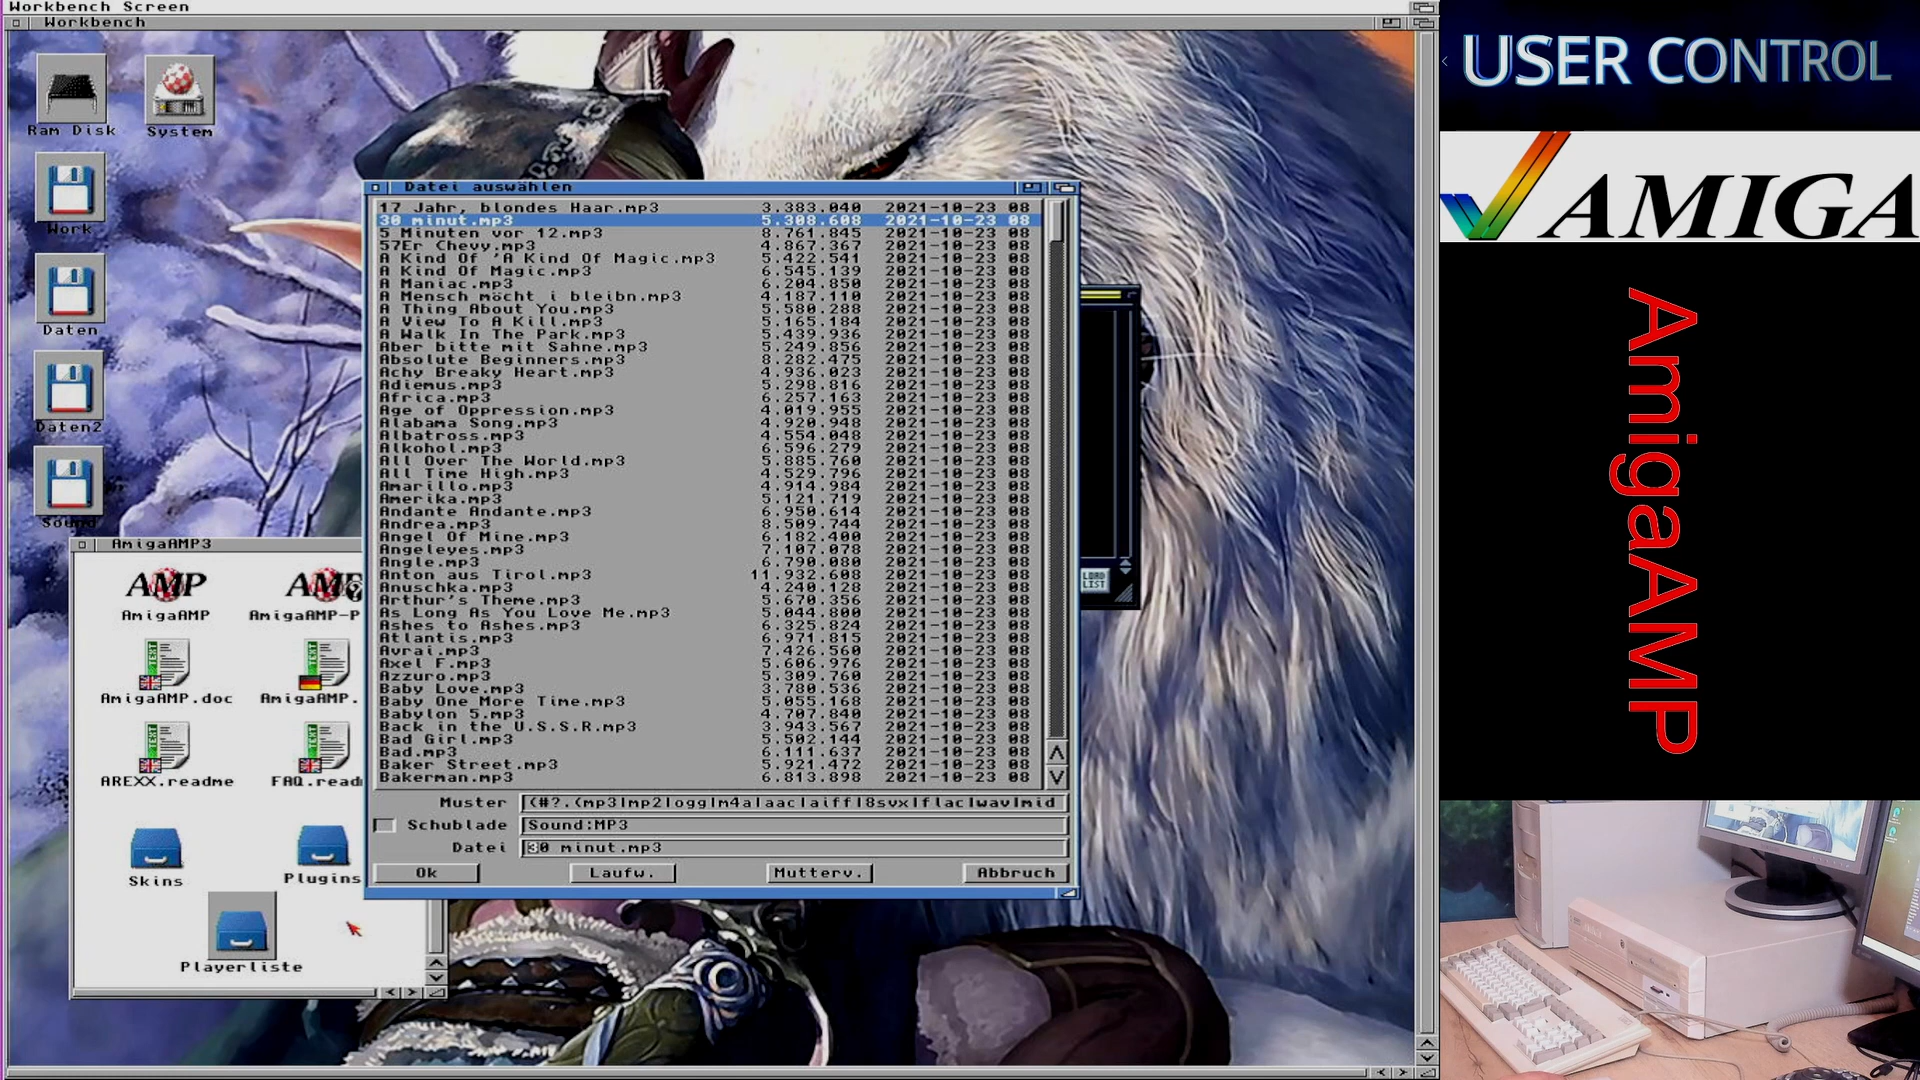 Workbench Screen
Workbench
USER CONTROL
AMIGA
AmigaAMP
Ram Disk
System
Work
Daten
Daten2
Sound
Datei auswählen
17 Jahr, blondes Haar.mp3 3.383.040 2021-10-23 08
30 minut.mp3 5.308.608 2021-10-23 08
5 Minuten vor 12.mp3 8.761.845 2021-10-23 08
57Er Chevy.mp3 4.867.367 2021-10-23 08
A Kind Of 'A Kind Of Magic.mp3 5.422.541 2021-10-23 08
A Kind Of Magic.mp3 6.545.139 2021-10-23 08
A Maniac.mp3 6.204.850 2021-10-23 08
A Mensch möcht i bleibn.mp3 4.187.110 2021-10-23 08
A Thing About You.mp3 5.580.288 2021-10-23 08
A View To A Kill.mp3 5.165.184 2021-10-23 08
A Walk In The Park.mp3 5.439.936 2021-10-23 08
Aber bitte mit Sahne.mp3 5.249.856 2021-10-23 08
Absolute Beginners.mp3 8.282.475 2021-10-23 08
Achy Breaky Heart.mp3 4.936.023 2021-10-23 08
Adiemus.mp3 5.298.816 2021-10-23 08
Africa.mp3 6.257.163 2021-10-23 08
Age of Oppression.mp3 4.019.955 2021-10-23 08
Alabama Song.mp3 4.920.948 2021-10-23 08
Albatross.mp3 4.554.048 2021-10-23 08
Alkohol.mp3 6.596.279 2021-10-23 08
All Over The World.mp3 5.885.760 2021-10-23 08
All Time High.mp3 4.529.796 2021-10-23 08
Amarillo.mp3 4.914.984 2021-10-23 08
Amerika.mp3 5.121.719 2021-10-23 08
Andante Andante.mp3 6.950.614 2021-10-23 08
Andrea.mp3 8.509.744 2021-10-23 08
Angel Of Mine.mp3 6.182.400 2021-10-23 08
Angeleyes.mp3 7.107.078 2021-10-23 08
Angie.mp3 6.790.080 2021-10-23 08
Anton aus Tirol.mp3 11.932.608 2021-10-23 08
Anuschka.mp3 4.240.128 2021-10-23 08
Arthur's Theme.mp3 5.670.356 2021-10-23 08
As Long As You Love Me.mp3 5.044.800 2021-10-23 08
Ashes to Ashes.mp3 6.325.824 2021-10-23 08
Atlantis.mp3 6.971.815 2021-10-23 08
Avrai.mp3 7.426.560 2021-10-23 08
Axel F.mp3 5.606.976 2021-10-23 08
Azzuro.mp3 5.309.760 2021-10-23 08
Baby Love.mp3 3.780.536 2021-10-23 08
Baby One More Time.mp3 5.055.168 2021-10-23 08
Babylon 5.mp3 4.707.840 2021-10-23 08
Back in the U.S.S.R.mp3 3.943.567 2021-10-23 08
Bad Girl.mp3 5.502.144 2021-10-23 08
Bad.mp3 6.111.637 2021-10-23 08
Baker Street.mp3 5.921.472 2021-10-23 08
Bakerman.mp3 6.813.898 2021-10-23 08
Muster (#?.(mp3|mp2|ogg|m4a|aac|aiff|8svx|flac|wav|mid
Schublade Sound:MP3
Datei 30 minut.mp3
Ok Laufw. Mutterv. Abbruch
LOAD
LIST
AmigaAMP3
AMP
AmigaAMP AmigaAMP-P
TEXT TEXT
AmigaAMP.doc AmigaAMP.
TEXT TEXT
AREXX.readme FAQ.read
Skins Plugins
Playerliste